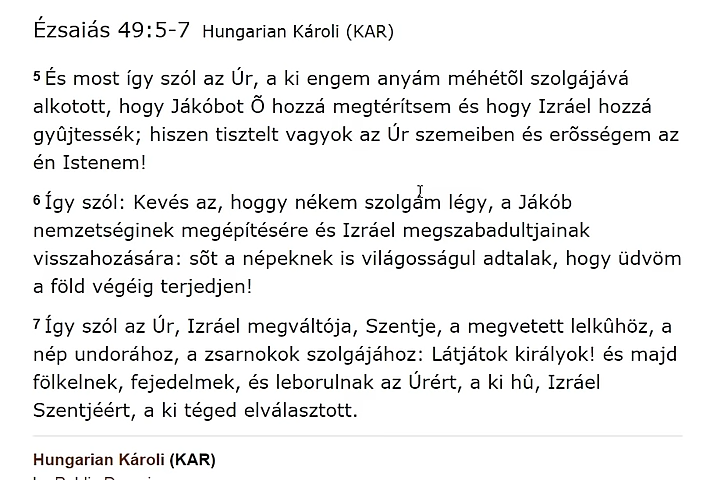 Ézsaiás 49:5-7 Hungarian Károli (KAR)
5 És most így szól az Úr, a ki engem anyám méhétõl szolgájává
alkotott, hogy Jákóbot Õ hozzá megtérítsem és hogy Izráel hozzá
gyûjtessék; hiszen tisztelt vagyok az Úr szemeiben és erõsségem az
én Istenem!
6 Így szól: Kevés az, hoggy nékem szolgám légy, a Jákób
nemzetséginek megépítésére és Izráel megszabadultjainak
visszahozására: sõt a népeknek is világosságul adtalak, hogy üdvöm
a föld végéig terjedjen!
7 Így szól az Úr, Izráel megváltója, Szentje, a megvetett lelkûhöz, a
nép undorához, a zsarnokok szolgájához: Látjátok királyok! és majd
fölkelnek, fejedelmek, és leborulnak az Úrért, a ki hû, Izráel
Szentjéért, a ki téged elválasztott.
Hungarian Károli (KAR)